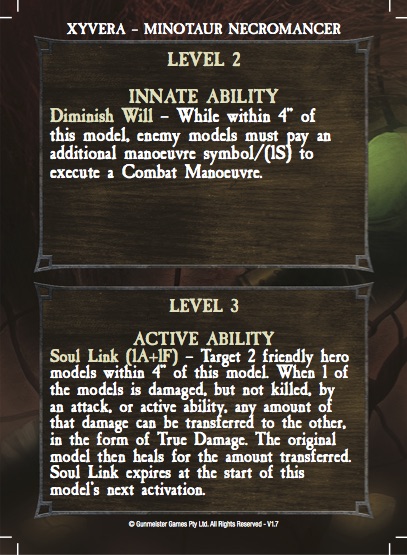 XYVERA – MINOTAUR NECROMANCER
LEVEL 2
INNATE ABILITY
Diminish Will – While within 4" of
this model, enemy models must pay an
additional manoeuvre symbol/(1S) to
execute a Combat Manoeuvre.
LEVEL 3
ACTIVE ABILITY
Soul Link (1A+1F) – Target 2 friendly hero
models within 4" of this model. When 1 of
the models is damaged, but not killed, by
an attack, or active ability, any amount of
that damage can be transferred to the other,
in the form of True Damage. The original
model then heals for the amount transferred.
Soul Link expires at the start of this
model's next activation.
© Gunmeister Games Pty Ltd. All Rights Reserved - V1.7